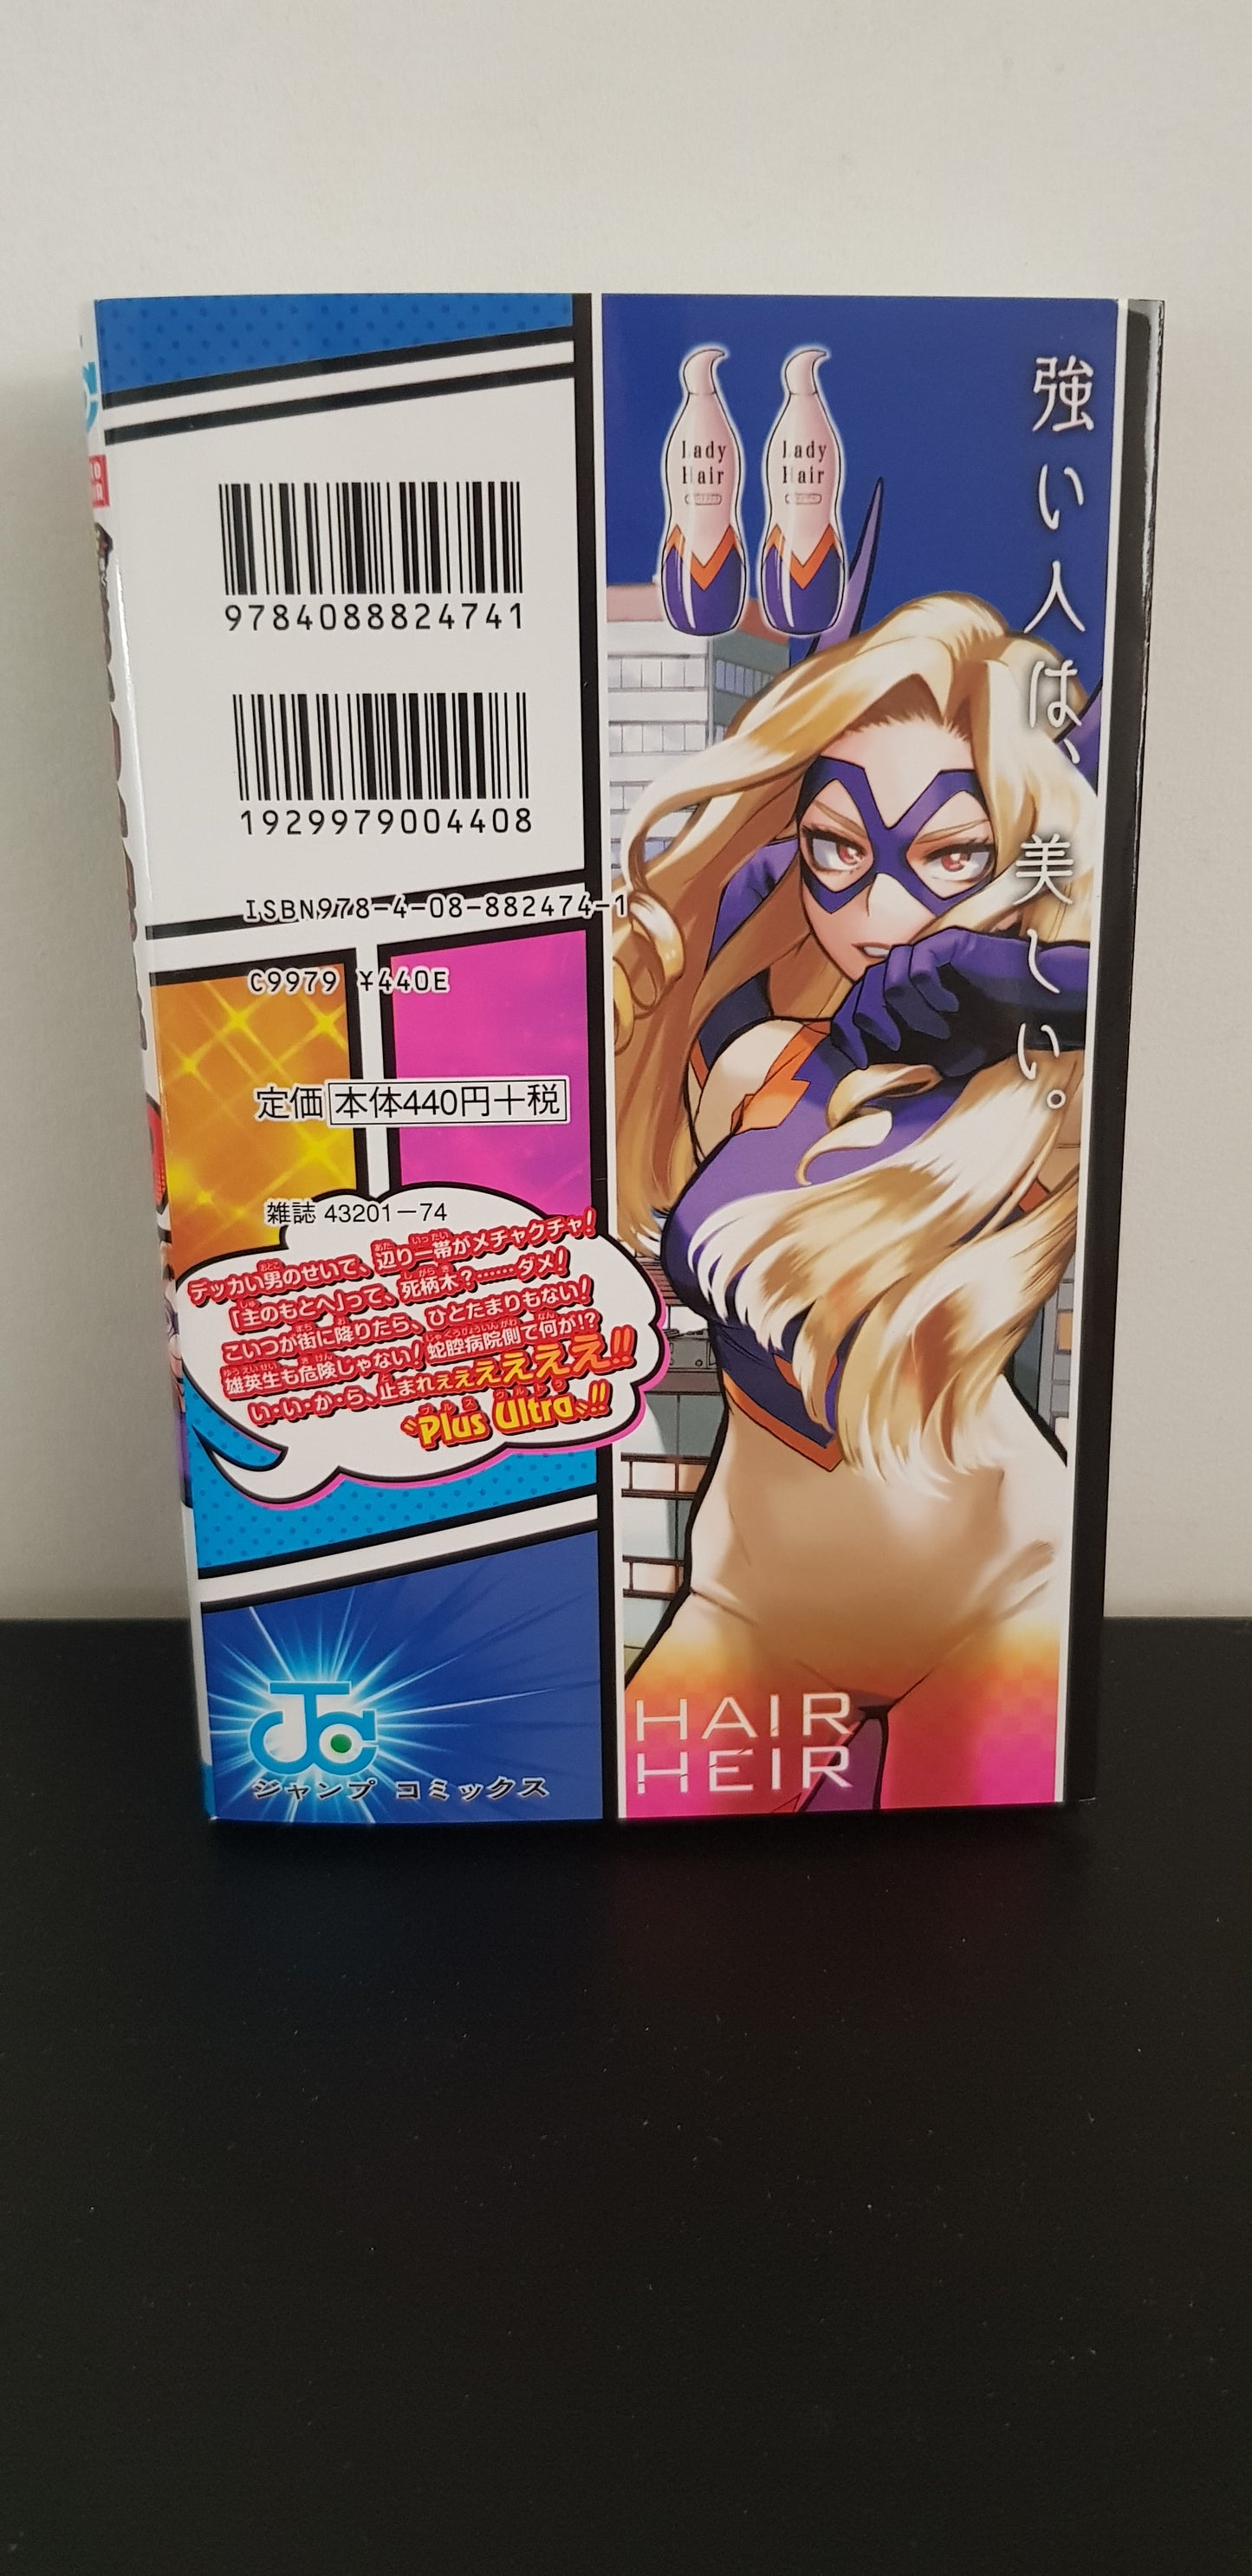 9784088824741
1929979004408
ISBN978-4-08-882474-1
C9979 ¥440E
定価 本体440円+税
雑誌 43201-74
デッカい男のせいで、辺り一帯がメチャクチャ!
「主のもとへ」って、死柄木?……ダメ!
こいつが街に降りたら、ひとたまりもない!
雄英生も危険じゃない!蛇腔病院側で何が!?
い・い・か・ら、止まれぇぇぇぇぇぇ!!
"Plus Ultra"!!
ジャンプ コミックス
Lady
Hair
Lady
Hair
強い人は、美しい。
HAIR
HEIR